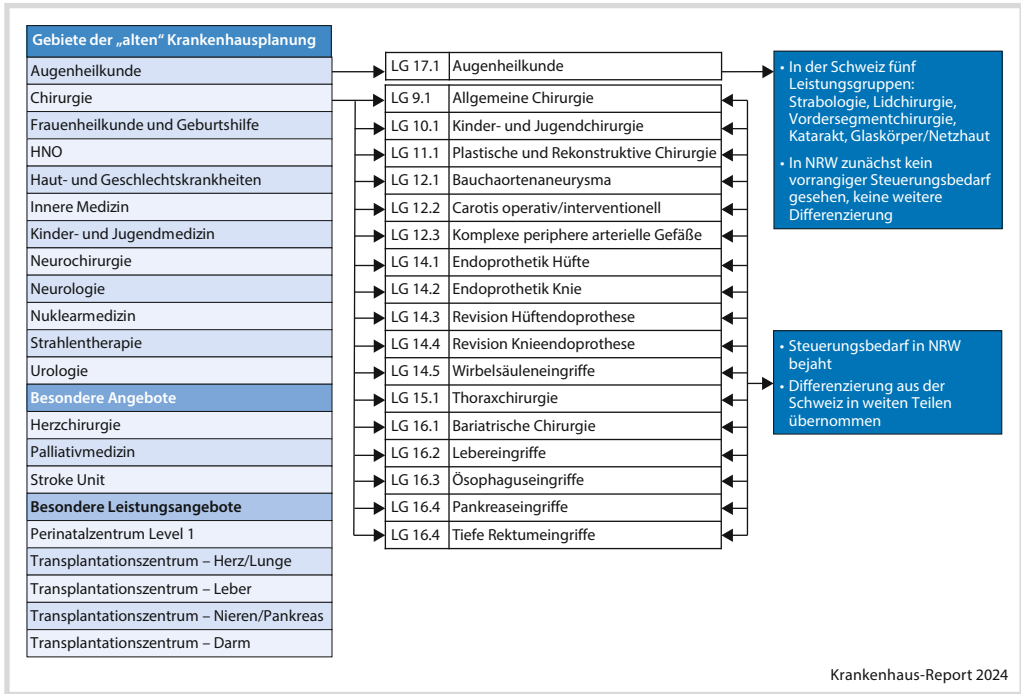 Gebiete der „alten“ Krankenhausplanung
Augenheilkunde
Chirurgie
Frauenheilkunde und Geburtshilfe
HNO
Haut- und Geschlechtskrankheiten
Innere Medizin
Kinder- und Jugendmedizin
Neurochirurgie
Neurologie
Nuklearmedizin
Strahlentherapie
Urologie
Besondere Angebote
Herzchirurgie
Palliativmedizin
Stroke Unit
Besondere Leistungsangebote
Perinatalzentrum Level 1
Transplantationszentrum – Herz/Lunge
Transplantationszentrum – Leber
Transplantationszentrum – Nieren/Pankreas
Transplantationszentrum – Darm
LG 17.1 Augenheilkunde
LG 9.1 Allgemeine Chirurgie
LG 10.1 Kinder- und Jugendchirurgie
LG 11.1 Plastische und Rekonstruktive Chirurgie
LG 12.1 Bauchaortenaneurysma
LG 12.2 Carotis operativ/interventionell
LG 12.3 Komplexe periphere arterielle Gefäße
LG 14.1 Endoprothetik Hüfte
LG 14.2 Endoprothetik Knie
LG 14.3 Revision Hüftendoprothese
LG 14.4 Revision Knieendoprothese
LG 14.5 Wirbelsäuleneingriffe
LG 15.1 Thoraxchirurgie
LG 16.1 Bariatrische Chirurgie
LG 16.2 Lebereingriffe
LG 16.3 Ösophaguseingriffe
LG 16.4 Pankreaseingriffe
LG 16.4 Tiefe Rektumeingriffe
• In der Schweiz fünf
Leistungsgruppen:
Strabologie, Lidchirurgie,
Vordersegmentchirurgie,
Katarakt, Glaskörper/Netzhaut
• In NRW zunächst kein
vorrangiger Steuerungsbedarf
gesehen, keine weitere
Differenzierung
• Steuerungsbedarf in NRW
bejaht
• Differenzierung aus der
Schweiz in weiten Teilen
übernommen
Krankenhaus-Report 2024